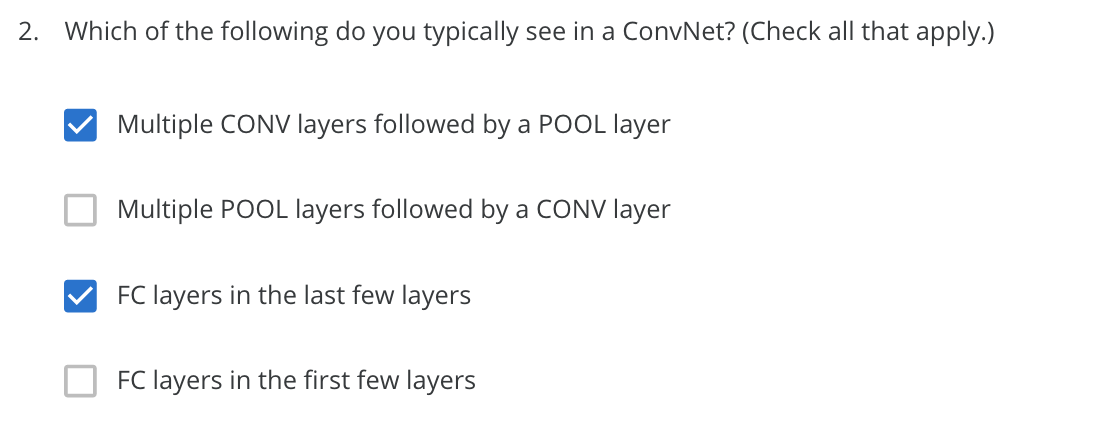 2. Which of the following do you typically see in a ConvNet? (Check all that apply.)
Multiple CONV layers followed by a POOL layer
Multiple POOL layers followed by a CONV layer
FC layers in the last few layers
FC layers in the first few layers